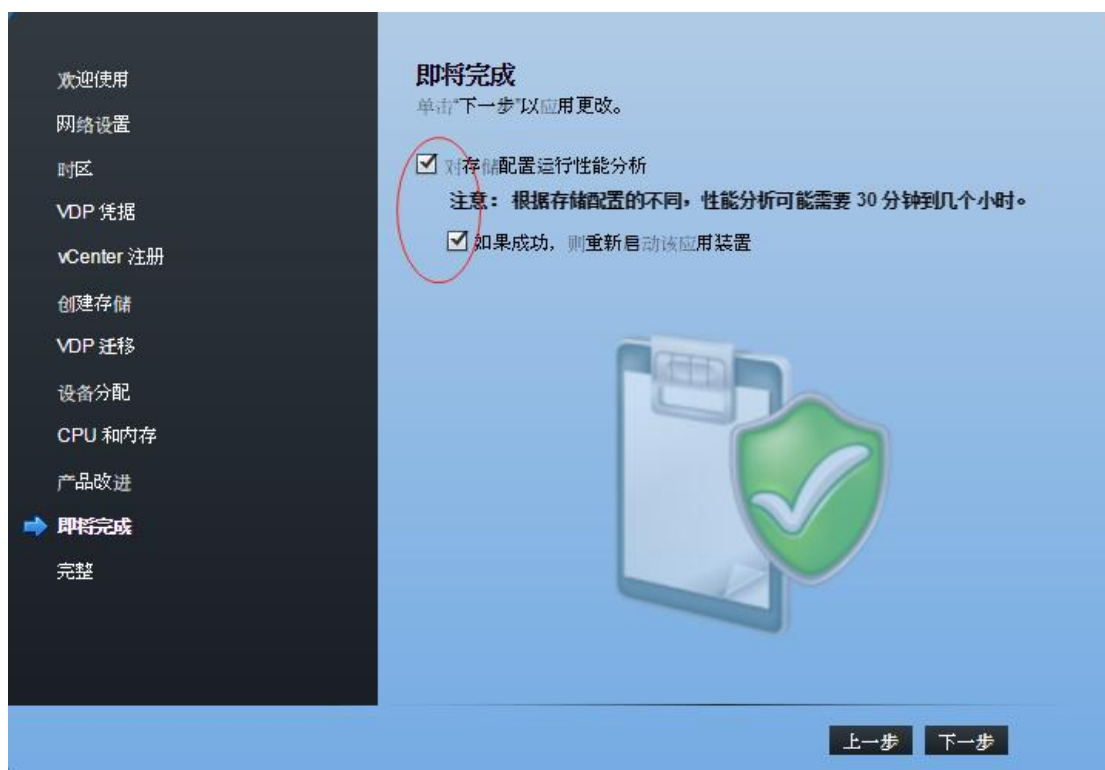 欢迎使用
网络设置
时区
VDP 凭据
vCenter 注册
创建存储
VDP 迁移
设备分配
CPU 和内存
产品改进
即将完成
完整
即将完成
单击“下一步”以应用更改。
对存储配置运行性能分析
注意：根据存储配置的不同，性能分析可能需要 30 分钟到几个小时。
如果成功，则重新启动该应用装置
上一步 下一步